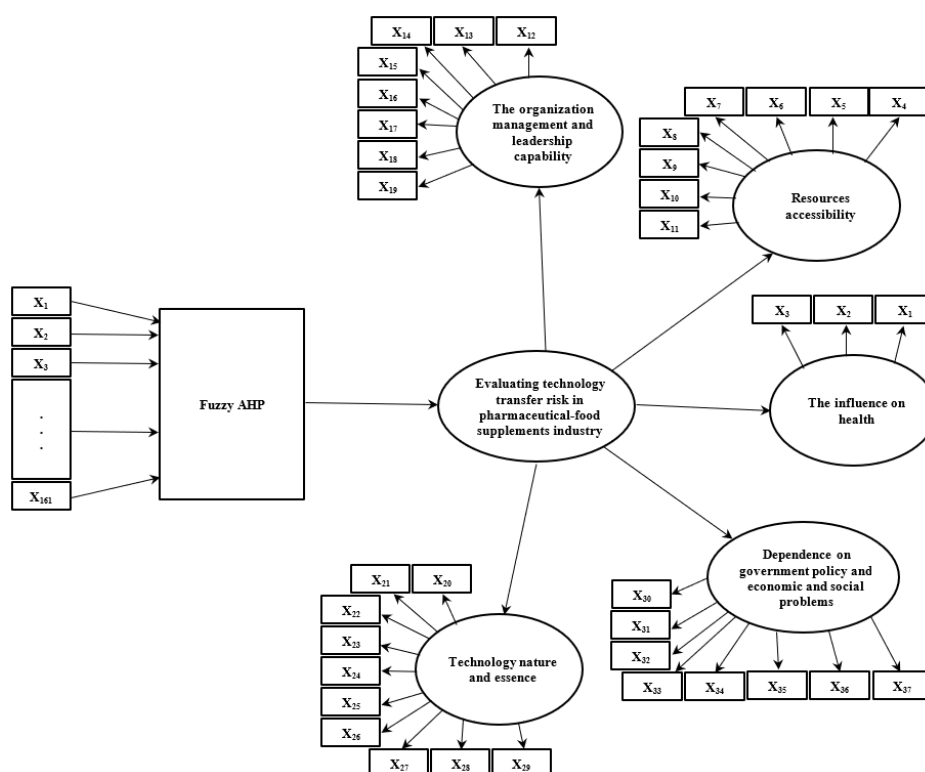 X14
X13
X12
X15
X16
X17
X18
X19
The organization
management and
leadership
capability
X7
X6
X5
X4
X8
X9
X10
X11
Resources
accessibility
X1
X2
X3
.
.
.
X161
Fuzzy AHP
Evaluating technology
transfer risk in
pharmaceutical-food
supplements industry
X3
X2
X1
The influence on
health
X21
X20
X22
X23
X24
X25
X26
X27
X28
X29
Technology nature
and essence
Dependence on
government policy and
economic and social
problems
X30
X31
X32
X33
X34
X35
X36
X37